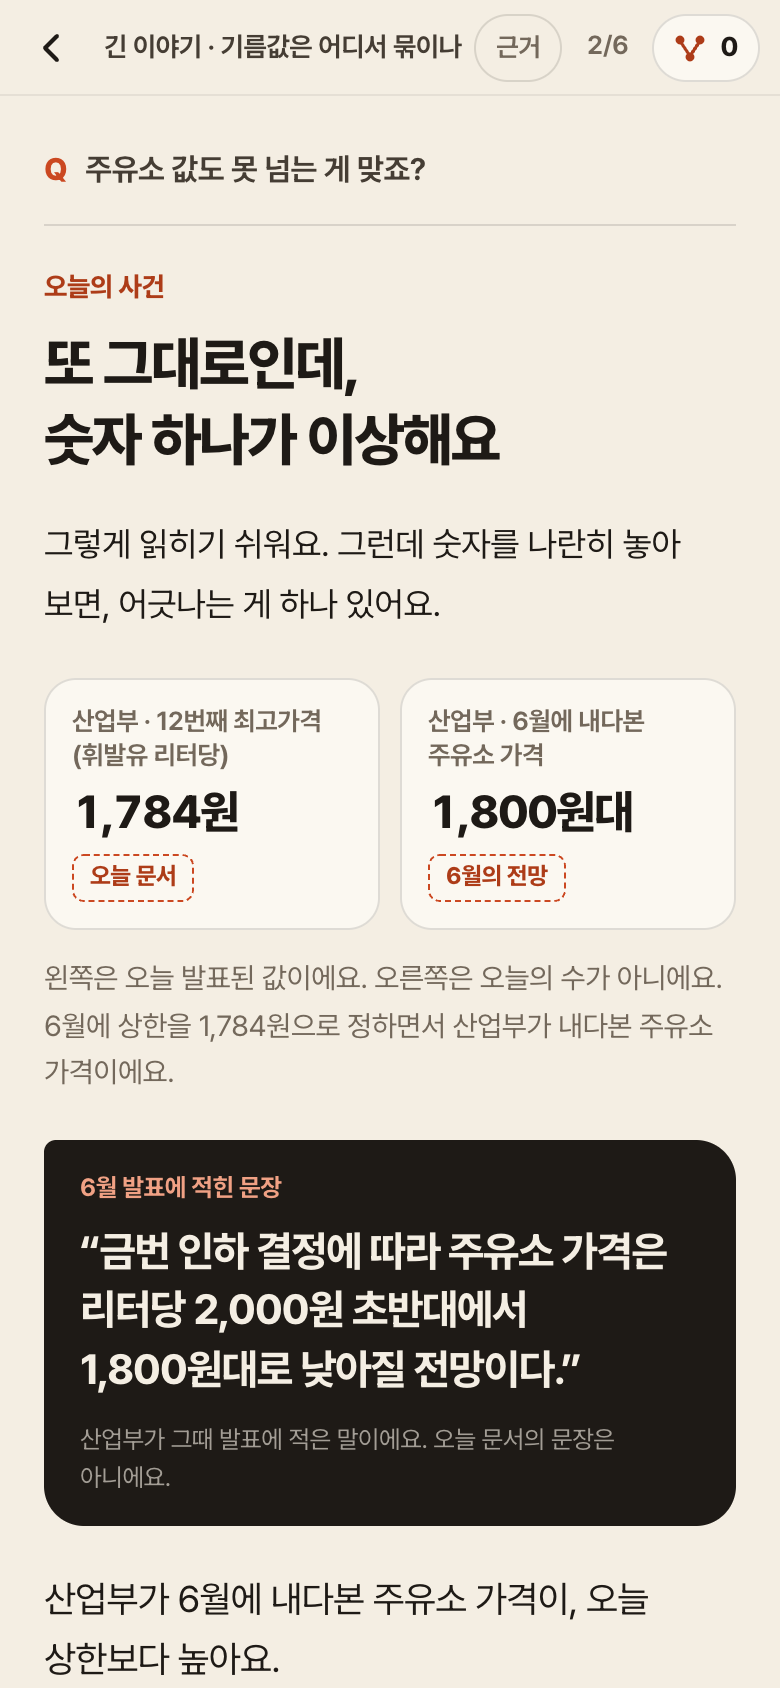 긴 이야기 · 기름값은 어디서 묶이나
근거
2/6
0
Q 주유소 값도 못 넘는 게 맞죠?
오늘의 사건
또 그대로인데,
숫자 하나가 이상해요
그렇게 읽히기 쉬워요. 그런데 숫자를 나란히 놓아
보면, 어긋나는 게 하나 있어요.
산업부 · 12번째 최고가격
(휘발유 리터당)
1,784원
오늘 문서
산업부 · 6월에 내다본
주유소 가격
1,800원대
6월의 전망
왼쪽은 오늘 발표된 값이에요. 오른쪽은 오늘의 수가 아니에요.
6월에 상한을 1,784원으로 정하면서 산업부가 내다본 주유소
가격이에요.
6월 발표에 적힌 문장
“금번 인하 결정에 따라 주유소 가격은
리터당 2,000원 초반대에서
1,800원대로 낮아질 전망이다.”
산업부가 그때 발표에 적은 말이에요. 오늘 문서의 문장은
아니에요.
산업부가 6월에 내다본 주유소 가격이, 오늘
상한보다 높아요.